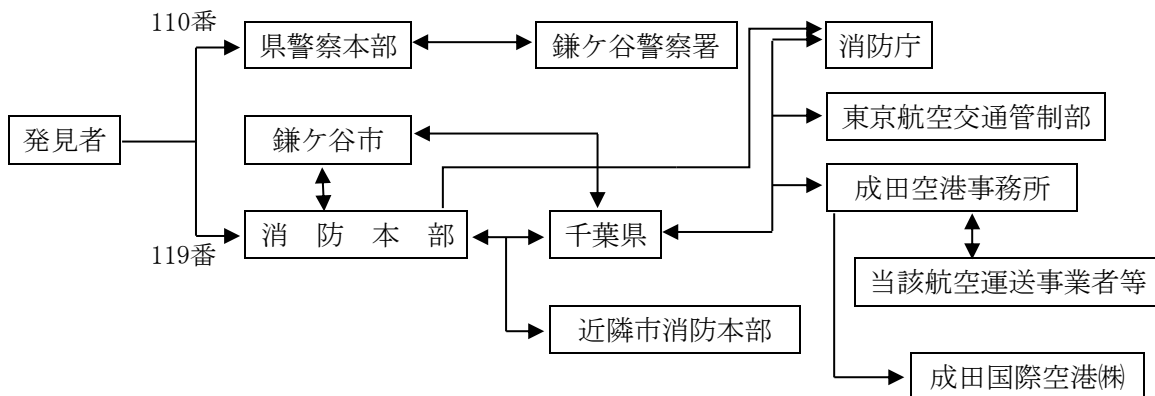 110番
県警察本部
鎌ケ谷警察署
消防庁
発見者
鎌ケ谷市
東京航空交通管制部
成田空港事務所
消防本部
千葉県
119番
当該航空運送事業者等
近隣市消防本部
成田国際空港㈱